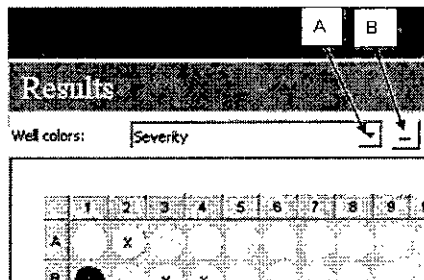 A B
Results
Well colors: Severity
1 2 3 4 5 6 7 8 9
A x
B x x